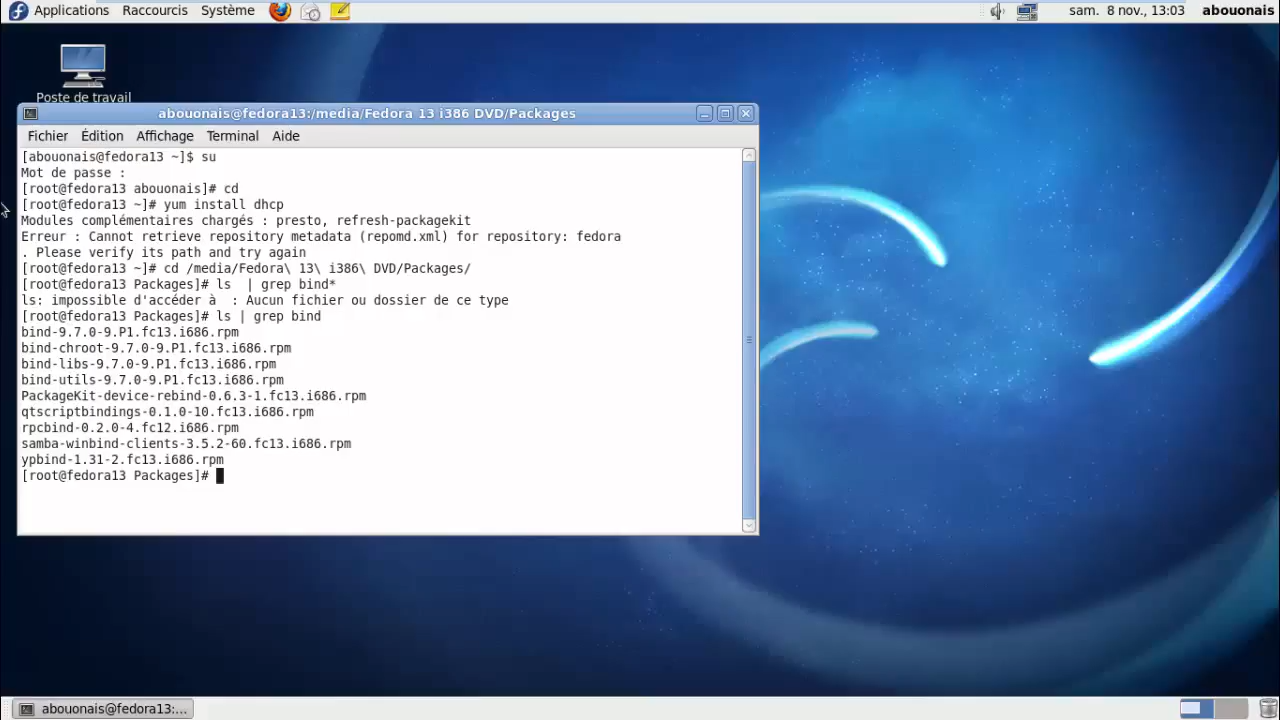 Applications Raccourcis Système sam. 8 nov., 13:03 abouonais
Poste de travail
abouonais@fedora13:/media/Fedora 13 i386 DVD/Packages
Fichier Édition Affichage Terminal Aide
[abouonais@fedora13 ~]$ su
Mot de passe :
[root@fedora13 abouonais]# cd
[root@fedora13 ~]# yum install dhcp
Modules complémentaires chargés : presto, refresh-packagekit
Erreur : Cannot retrieve repository metadata (repomd.xml) for repository: fedora
. Please verify its path and try again
[root@fedora13 ~]# cd /media/Fedora\ 13\ i386\ DVD/Packages/
[root@fedora13 Packages]# ls  | grep bind*
ls: impossible d'accéder à  : Aucun fichier ou dossier de ce type
[root@fedora13 Packages]# ls | grep bind
bind-9.7.0-9.P1.fc13.i686.rpm
bind-chroot-9.7.0-9.P1.fc13.i686.rpm
bind-libs-9.7.0-9.P1.fc13.i686.rpm
bind-utils-9.7.0-9.P1.fc13.i686.rpm
PackageKit-device-rebind-0.6.3-1.fc13.i686.rpm
qtscriptbindings-0.1.0-10.fc13.i686.rpm
rpcbind-0.2.0-4.fc12.i686.rpm
samba-winbind-clients-3.5.2-60.fc13.i686.rpm
ypbind-1.31-2.fc13.i686.rpm
[root@fedora13 Packages]#
abouonais@fedora13:...